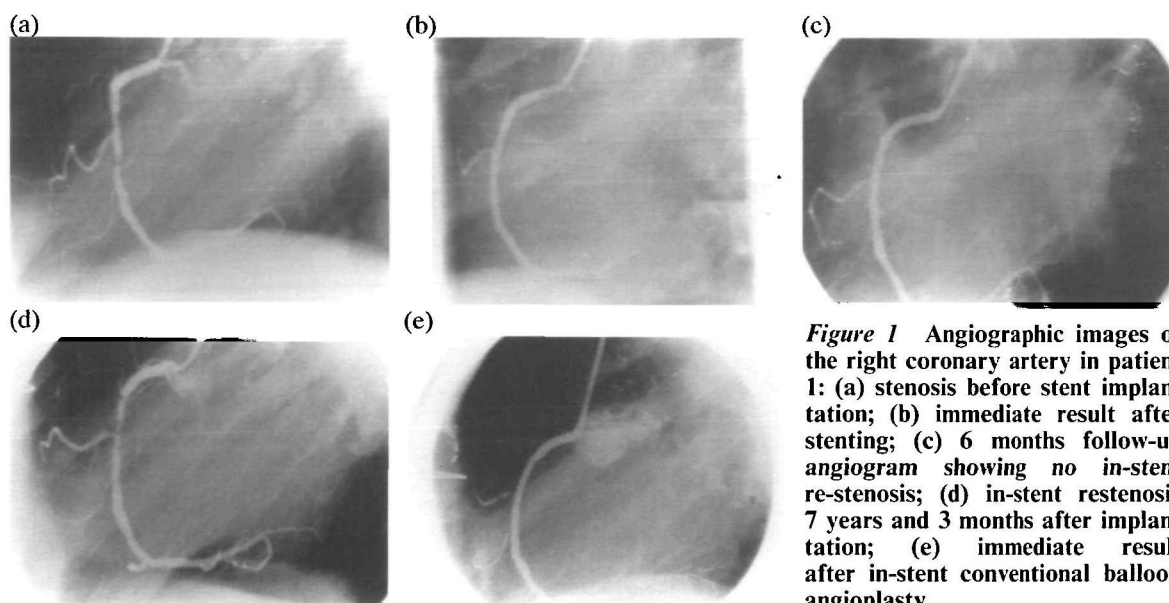 (a)
(b)
(c)
(d)
(e)
Figure 1 Angiographic images o
the right coronary artery in patien
1: (a) stenosis before stent implan
tation; (b) immediate result afte
stenting; (c) 6 months follow-u
angiogram showing no in-sten
re-stenosis; (d) in-stent restenosi
7 years and 3 months after implan
tation; (e) immediate resul
after in-stent conventional balloo
angioplasty